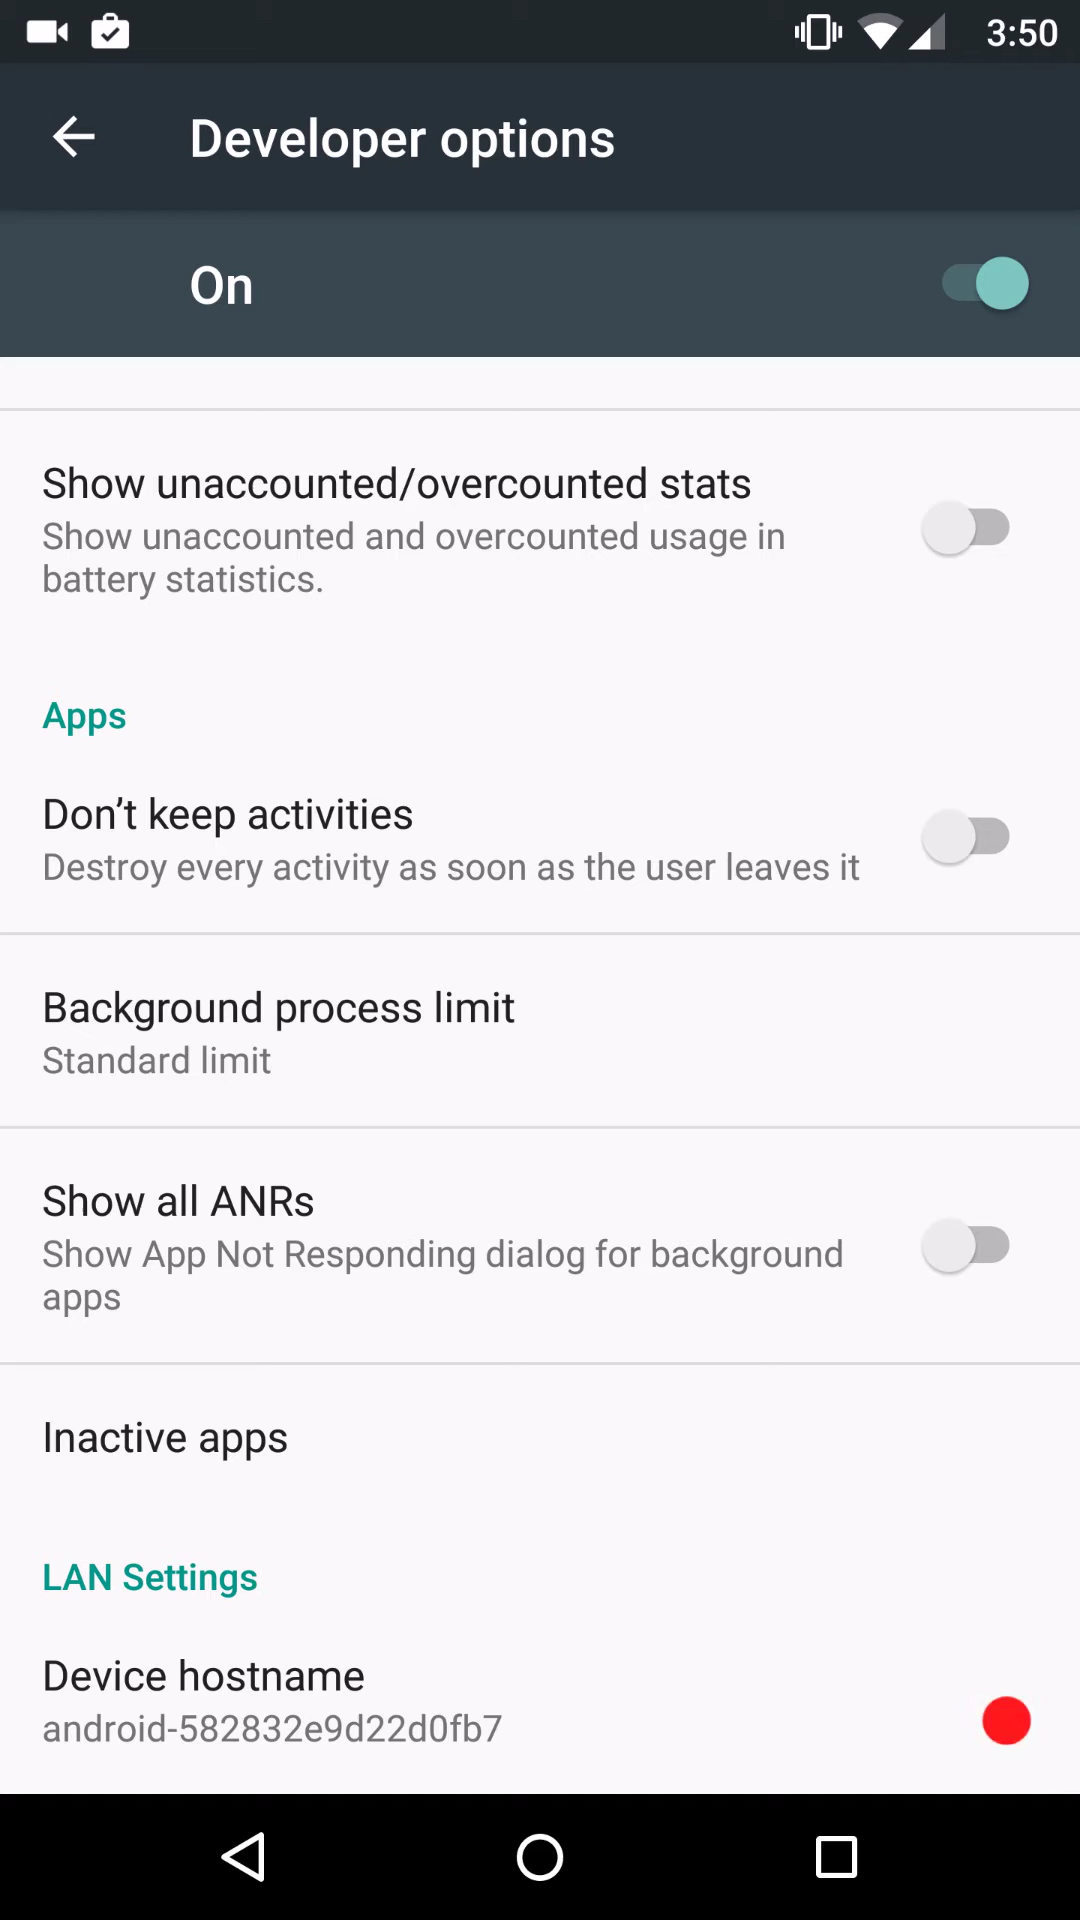 3:50
Developer options
On
Show unaccounted/overcounted stats
Show unaccounted and overcounted usage in
battery statistics.
Apps
Don’t keep activities
Destroy every activity as soon as the user leaves it
Background process limit
Standard limit
Show all ANRs
Show App Not Responding dialog for background
apps
Inactive apps
LAN Settings
Device hostname
android-582832e9d22d0fb7